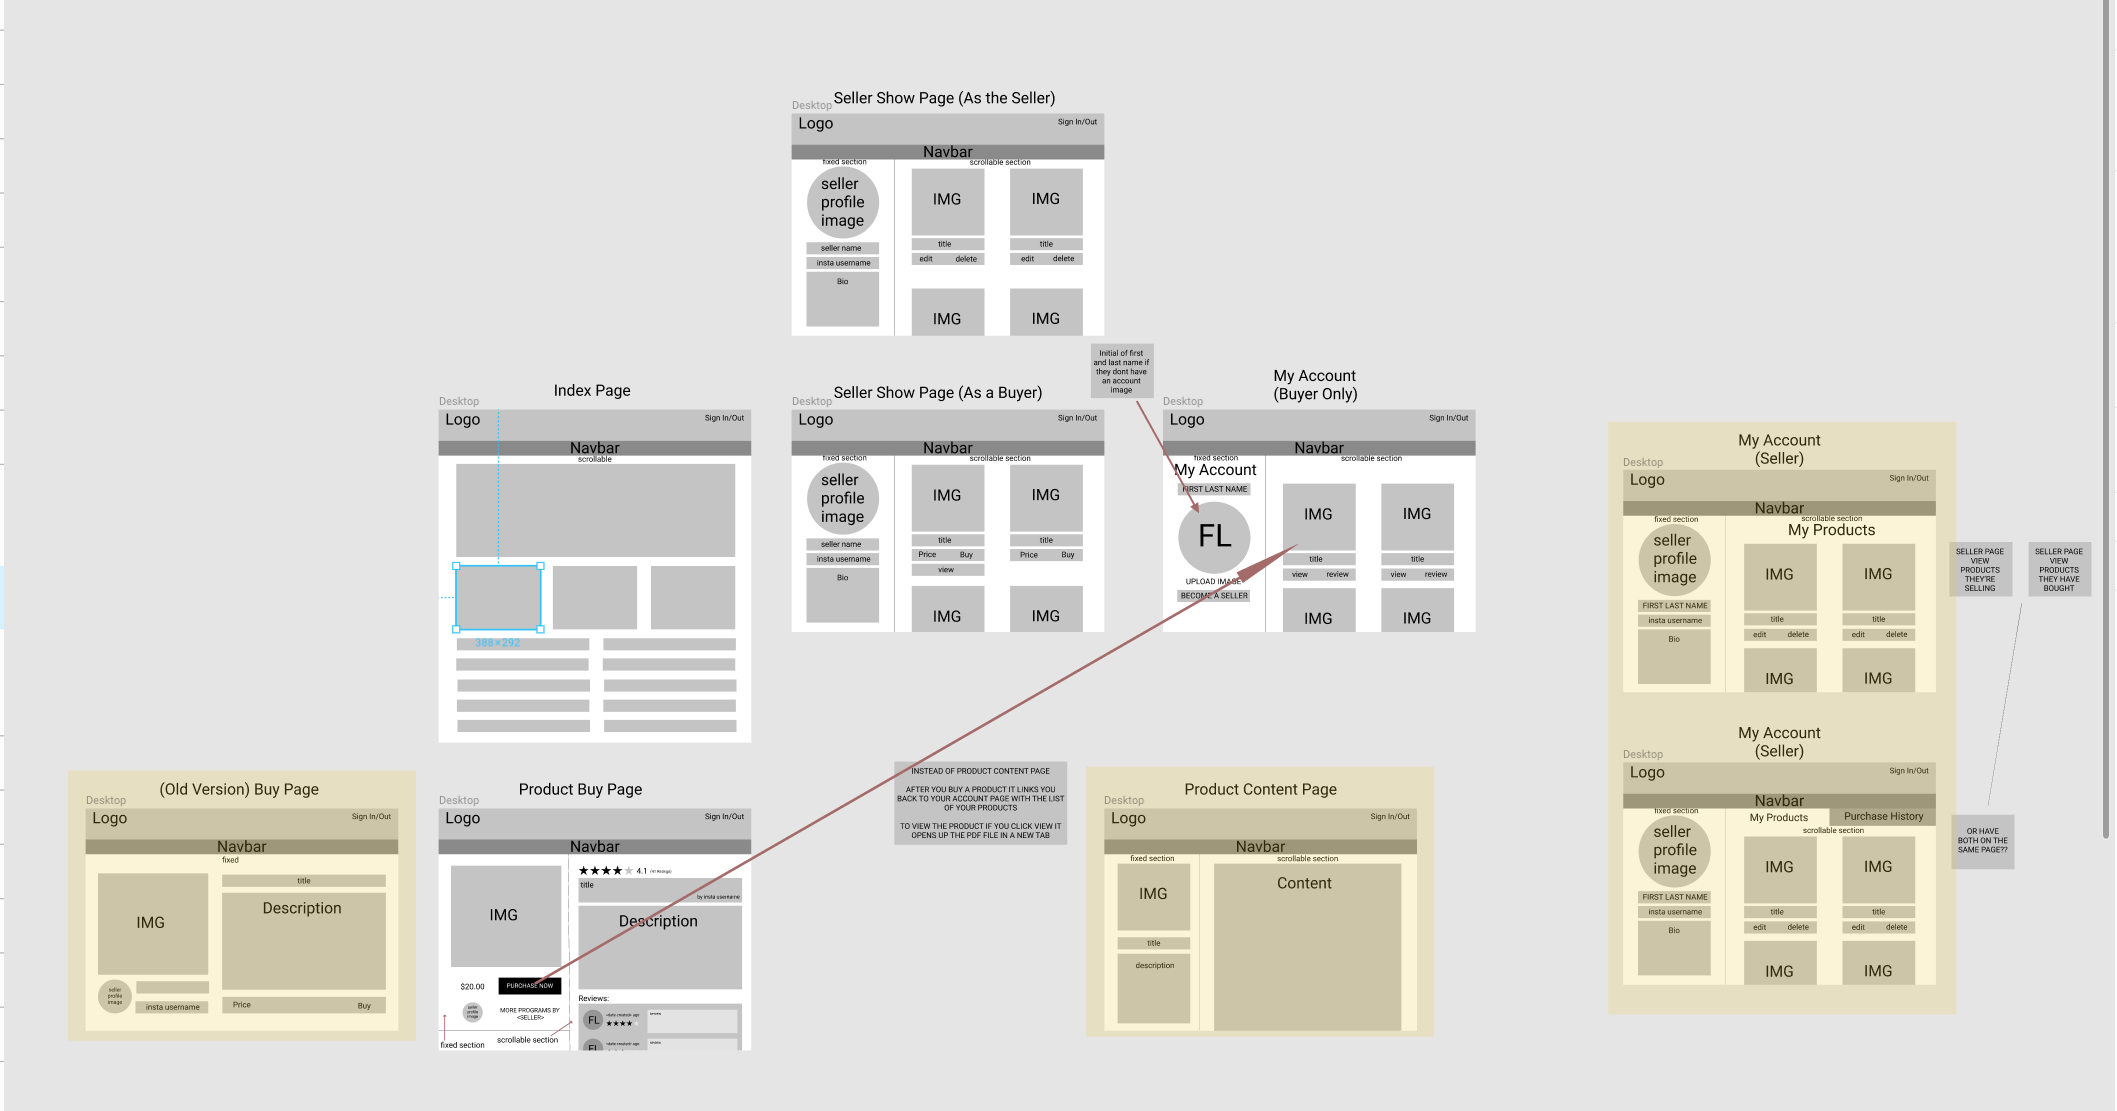 Seller Show Page (As the Seller)
Desktop
Logo
Sign In/Out
Navbar
fixed section
scrollable section
seller
profile
image
IMG
IMG
seller name
title
title
insta username
edit
delete
edit
delete
Bio
IMG
IMG
Initial of first
and last name if
they dont have
an account
image
Index Page
Desktop
Logo
Sign In/Out
Navbar
scrollable
388 × 292
Seller Show Page (As a Buyer)
Desktop
Logo
Sign In/Out
Navbar
fixed section
scrollable section
seller
profile
image
IMG
IMG
seller name
title
title
insta username
Price
Buy
Price
Buy
view
Bio
IMG
IMG
My Account
(Buyer Only)
Desktop
Logo
Sign In/Out
Navbar
fixed section
scrollable section
My Account
FIRST LAST NAME
FL
IMG
IMG
title
title
UPLOAD IMAGE
view
review
view
review
BECOME A SELLER
IMG
IMG
My Account
(Seller)
Desktop
Logo
Sign In/Out
Navbar
fixed section
scrollable section
My Products
seller
profile
image
IMG
IMG
FIRST LAST NAME
title
title
insta username
edit
delete
edit
delete
Bio
IMG
IMG
SELLER PAGE
VIEW
PRODUCTS
THEY'RE
SELLING
SELLER PAGE
VIEW
PRODUCTS
THEY HAVE
BOUGHT
My Account
(Seller)
Desktop
Logo
Sign In/Out
Navbar
fixed section
My Products
Purchase History
scrollable section
seller
profile
image
IMG
IMG
FIRST LAST NAME
title
title
insta username
edit
delete
edit
delete
Bio
IMG
IMG
OR HAVE
BOTH ON THE
SAME PAGE??
(Old Version) Buy Page
Desktop
Logo
Sign In/Out
Navbar
fixed
title
IMG
Description
seller
profile
image
insta username
Price
Buy
Product Buy Page
Desktop
Logo
Sign In/Out
Navbar
IMG
4.1
title
by insta username
Description
$20.00
PURCHASE NOW
seller
profile
image
MORE PROGRAMS BY
<SELLER>
Reviews:
FL
<date created> ago
FL
<date created> ago
fixed section
scrollable section
INSTEAD OF PRODUCT CONTENT PAGE
AFTER YOU BUY A PRODUCT IT LINKS YOU
BACK TO YOUR ACCOUNT PAGE WITH THE LIST
OF YOUR PRODUCTS
TO VIEW THE PRODUCT IF YOU CLICK VIEW IT
OPENS UP THE PDF FILE IN A NEW TAB
Product Content Page
Desktop
Logo
Sign In/Out
Navbar
fixed section
scrollable section
IMG
Content
title
description